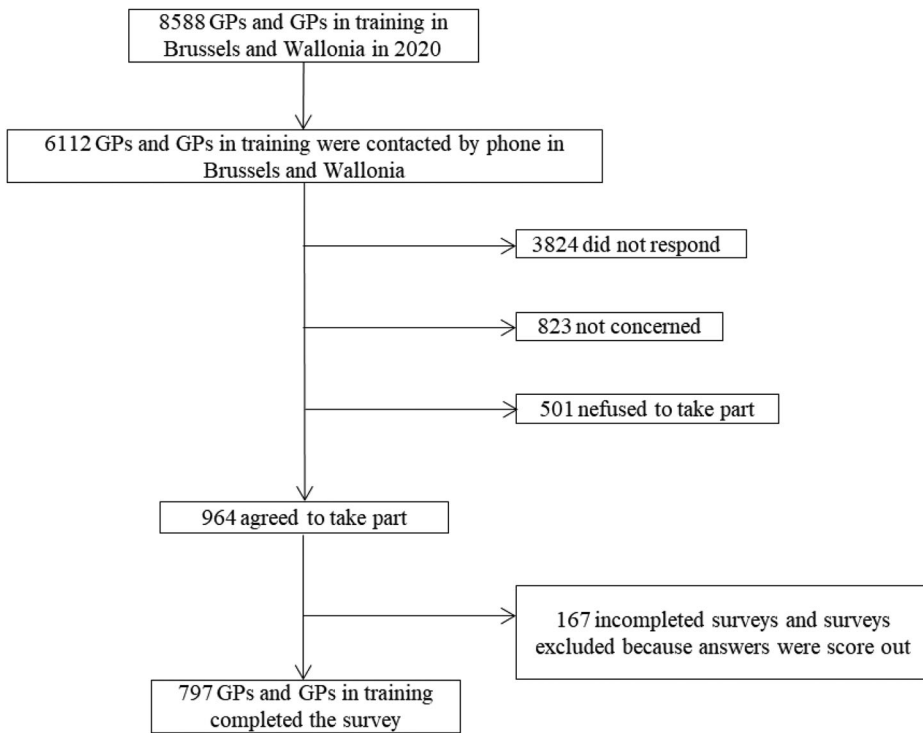 8588 GPs and GPs in training in
Brussels and Wallonia in 2020
6112 GPs and GPs in training were contacted by phone in
Brussels and Wallonia
3824 did not respond
823 not concerned
501 nefused to take part
964 agreed to take part
167 incompleted surveys and surveys
excluded because answers were score out
797 GPs and GPs in training
completed the survey